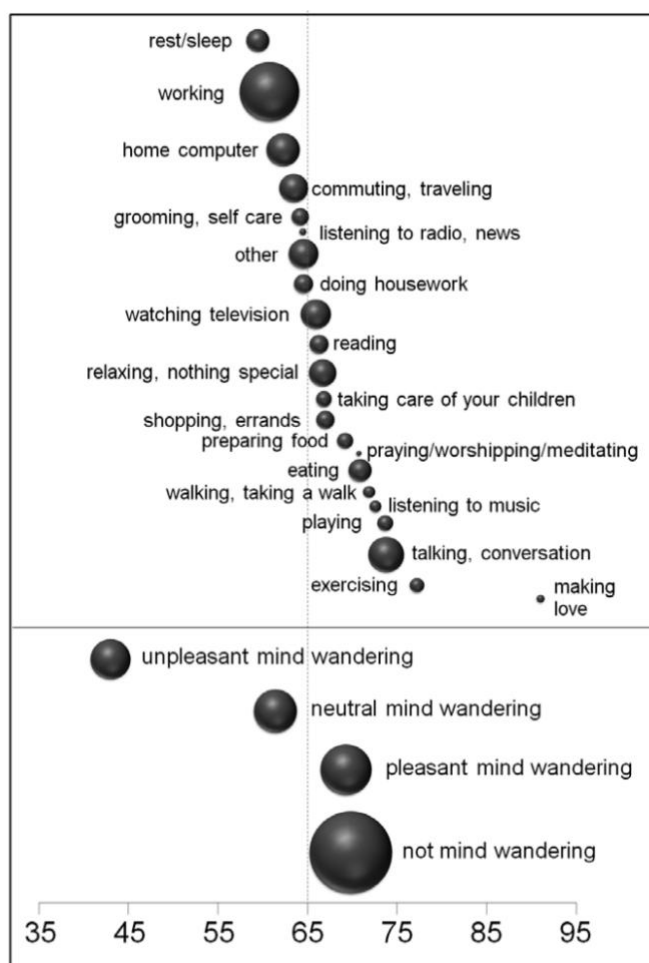 rest/sleep
working
home computer
commuting, traveling
grooming, self care
listening to radio, news
other
doing housework
watching television
reading
relaxing, nothing special
taking care of your children
shopping, errands
preparing food
praying/worshipping/meditating
eating
walking, taking a walk
listening to music
playing
talking, conversation
exercising
making
love
unpleasant mind wandering
neutral mind wandering
pleasant mind wandering
not mind wandering
35 45 55 65 75 85 95